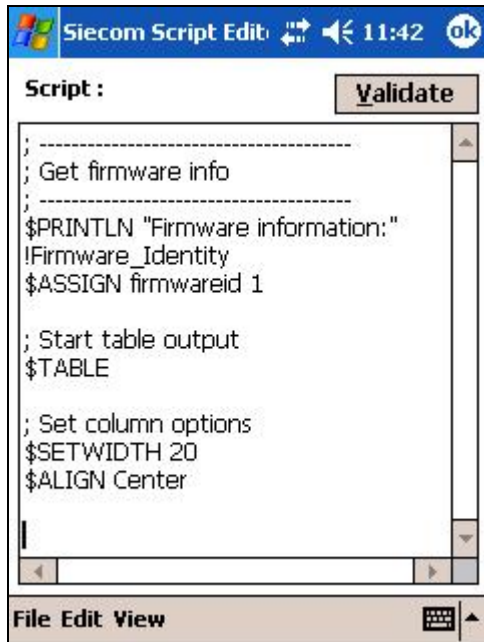 Siecom Script Edit 11:42 ok
Script :
Validate
; ---------------------------------------
; Get firmware info
; ---------------------------------------
$PRINTLN "Firmware information:"
!Firmware_Identity
$ASSIGN firmwareid 1
; Start table output
$TABLE
; Set column options
$SETWIDTH 20
$ALIGN Center
File Edit View